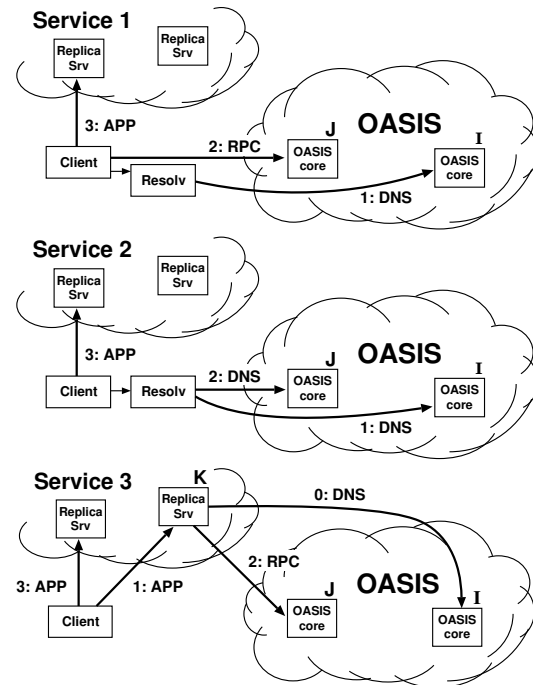 Service 1
Replica
Srv
Replica
Srv
3: APP
Client
Resolv
2: RPC
1: DNS
OASIS
J
OASIS
core
I
OASIS
core
Service 2
Replica
Srv
Replica
Srv
3: APP
Client
Resolv
2: DNS
1: DNS
OASIS
J
OASIS
core
I
OASIS
core
Service 3
K
Replica
Srv
Replica
Srv
0: DNS
3: APP
1: APP
2: RPC
Client
OASIS
J
OASIS
core
I
OASIS
core